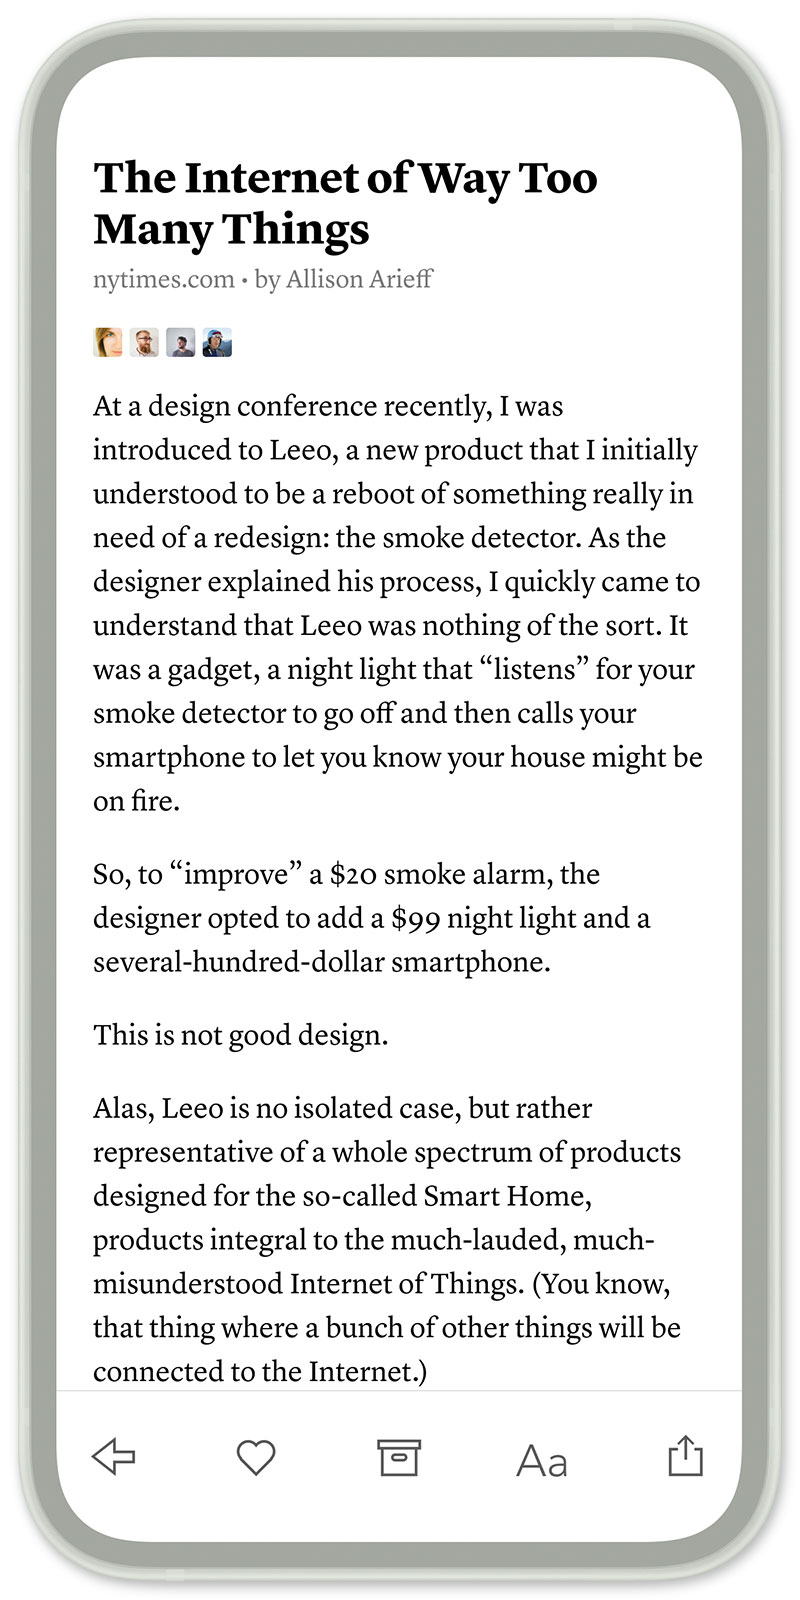 The Internet of Way Too
Many Things
nytimes.com • by Allison Arieff
At a design conference recently, I was
introduced to Leeo, a new product that I initially
understood to be a reboot of something really in
need of a redesign: the smoke detector. As the
designer explained his process, I quickly came to
understand that Leeo was nothing of the sort. It
was a gadget, a night light that “listens” for your
smoke detector to go off and then calls your
smartphone to let you know your house might be
on fire.
So, to “improve” a $20 smoke alarm, the
designer opted to add a $99 night light and a
several-hundred-dollar smartphone.
This is not good design.
Alas, Leeo is no isolated case, but rather
representative of a whole spectrum of products
designed for the so-called Smart Home,
products integral to the much-lauded, much-
misunderstood Internet of Things. (You know,
that thing where a bunch of other things will be
connected to the Internet.)
Aa